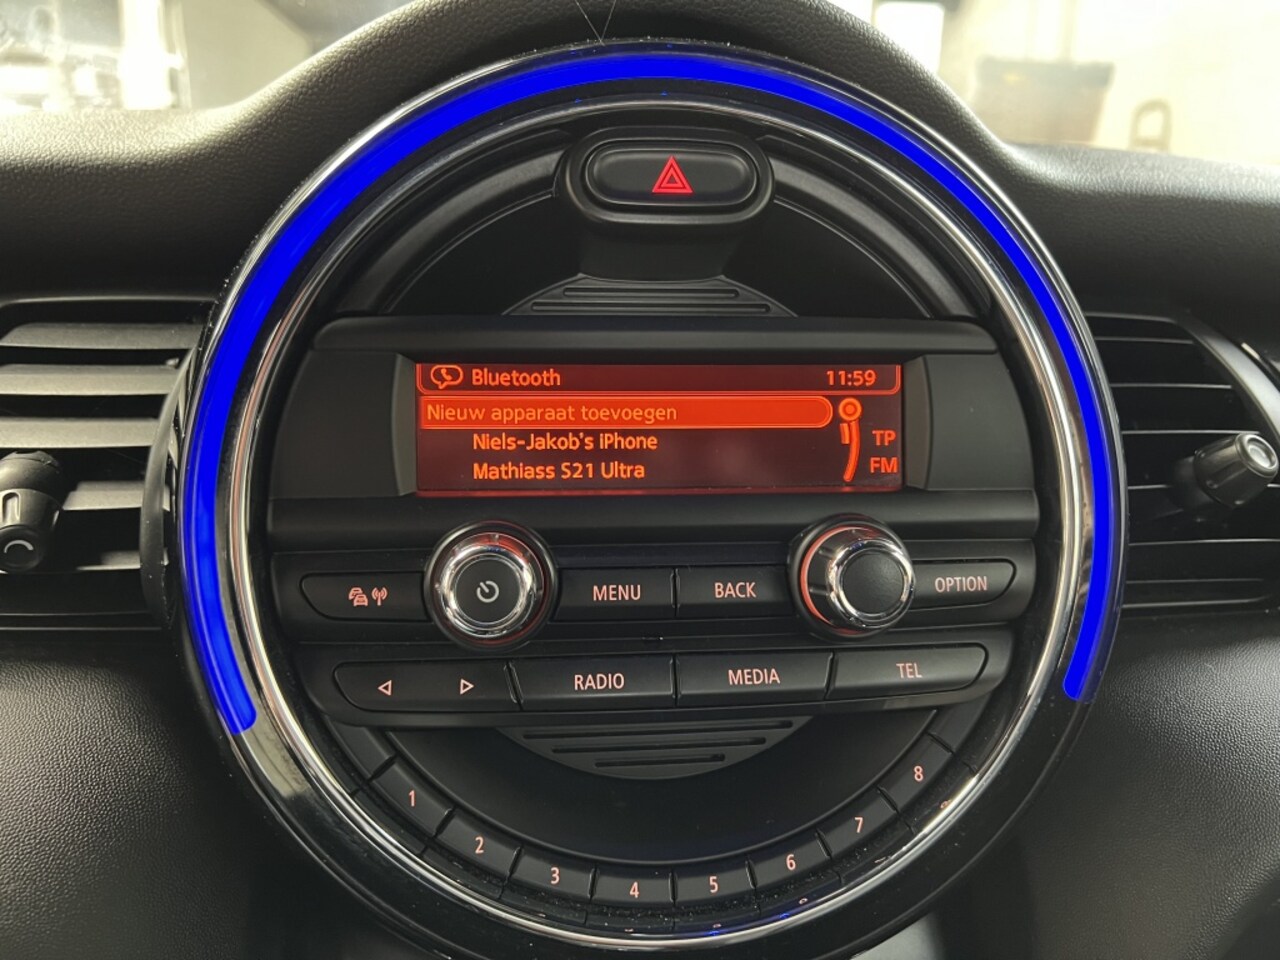 Bluetooth 11:59
Nieuw apparaat toevoegen
Niels-Jakob's iPhone
TP
Mathiass S21 Ultra
FM
MENU BACK OPTION
RADIO MEDIA TEL
1 2 3 4 5 6 7 8